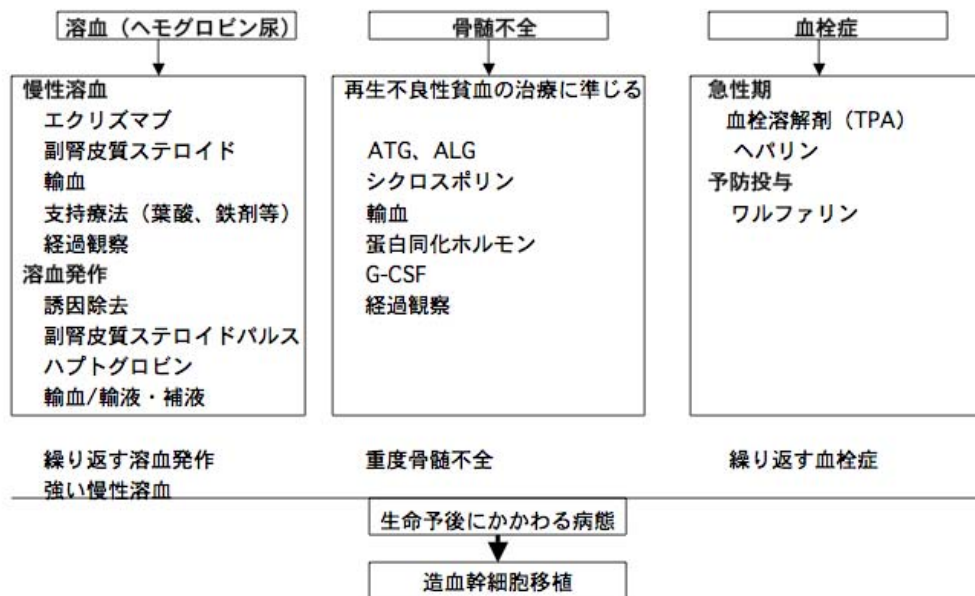 溶血（ヘモグロビン尿）
慢性溶血
エクリズマブ
副腎皮質ステロイド
輸血
支持療法（葉酸、鉄剤等）
経過観察
溶血発作
誘因除去
副腎皮質ステロイドパルス
ハプトグロビン
輸血/輸液・補液
繰り返す溶血発作
強い慢性溶血
骨髄不全
再生不良性貧血の治療に準じる
ATG、ALG
シクロスポリン
輸血
蛋白同化ホルモン
G-CSF
経過観察
重度骨髄不全
血栓症
急性期
血栓溶解剤（TPA）
ヘパリン
予防投与
ワルファリン
繰り返す血栓症
生命予後にかかわる病態
造血幹細胞移植